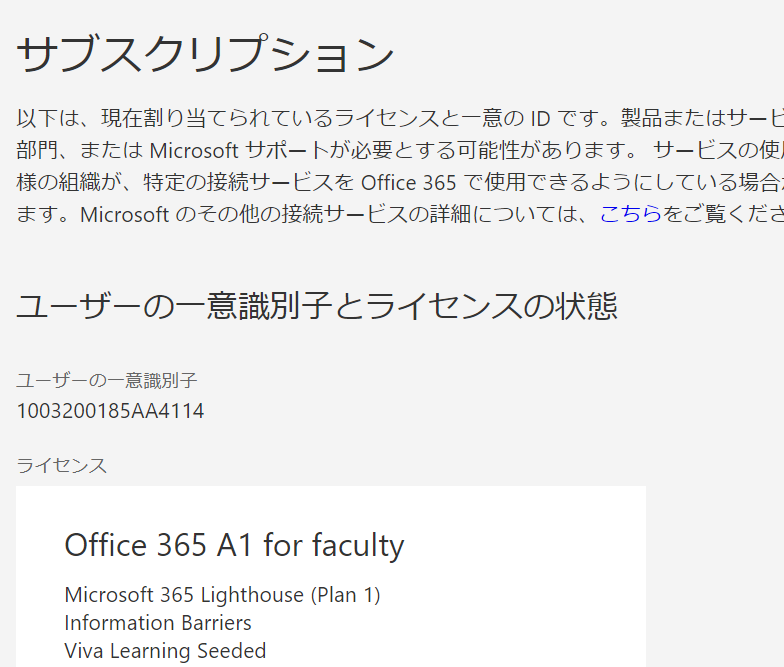 サブスクリプション
以下は、現在割り当てられているライセンスと一意の ID です。製品またはサービ
部門、または Microsoft サポートが必要とする可能性があります。 サービスの使
様の組織が、特定の接続サービスを Office 365 で使用できるようにしている場合
ます。Microsoft のその他の接続サービスの詳細については、こちらをご覧くださ
ユーザーの一意識別子とライセンスの状態
ユーザーの一意識別子
1003200185AA4114
ライセンス
Office 365 A1 for faculty
Microsoft 365 Lighthouse (Plan 1)
Information Barriers
Viva Learning Seeded